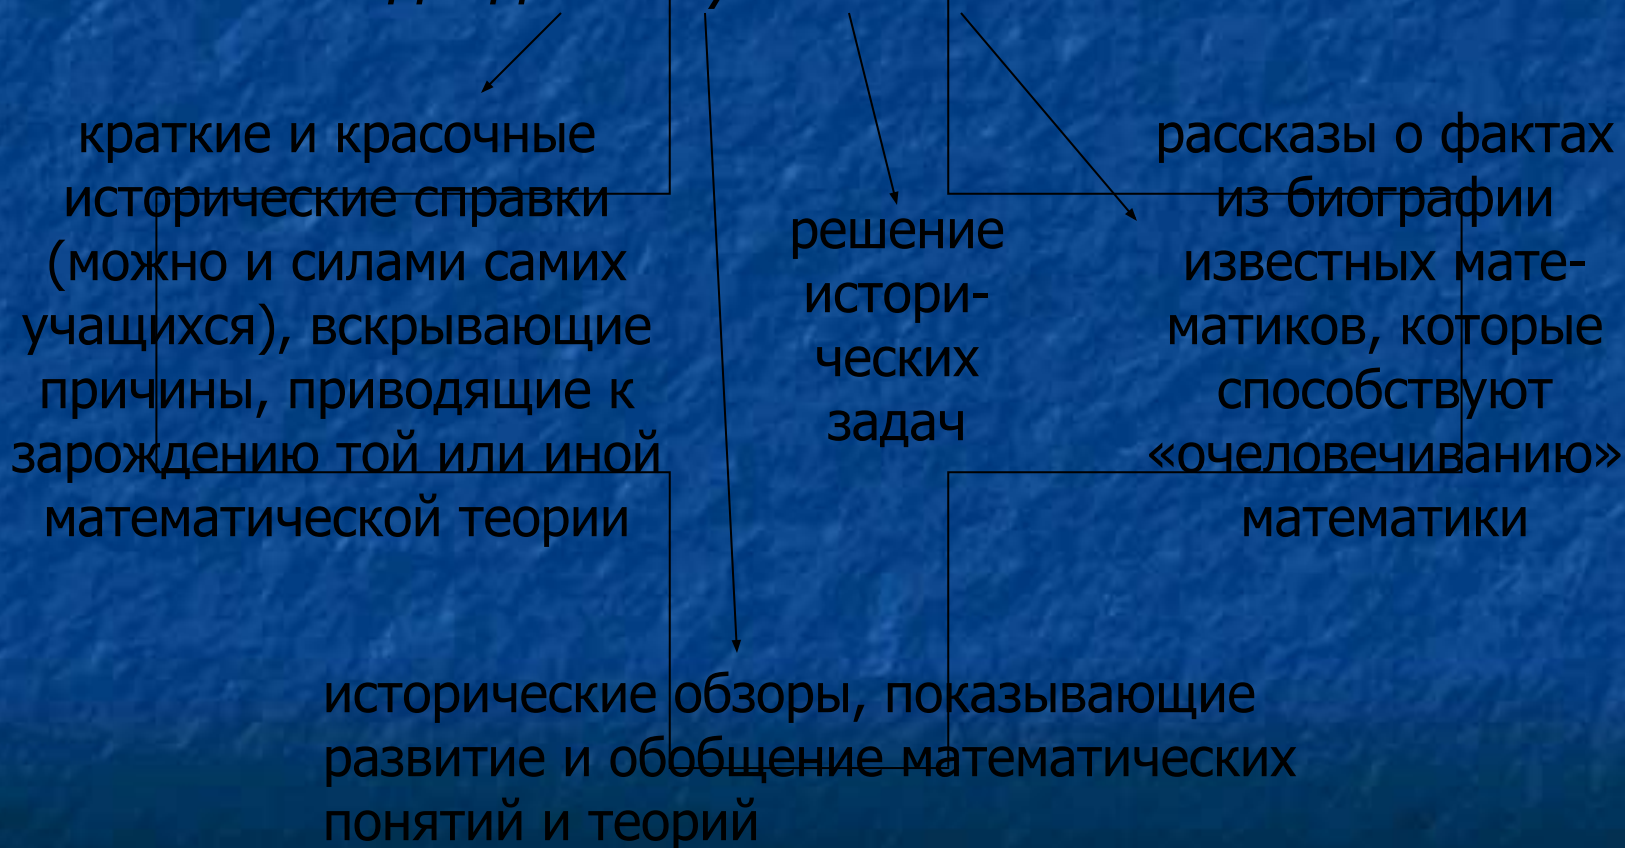 краткие и красочные
исторические справки
(можно и силами самих
учащихся), вскрывающие
причины, приводящие к
зарождению той или иной
математической теории
решение
истори-
ческих
задач
рассказы о фактах
из биографии
известных мате-
матиков, которые
способствуют
«очеловечиванию»
математики
исторические обзоры, показывающие
развитие и обобщение математических
понятий и теорий